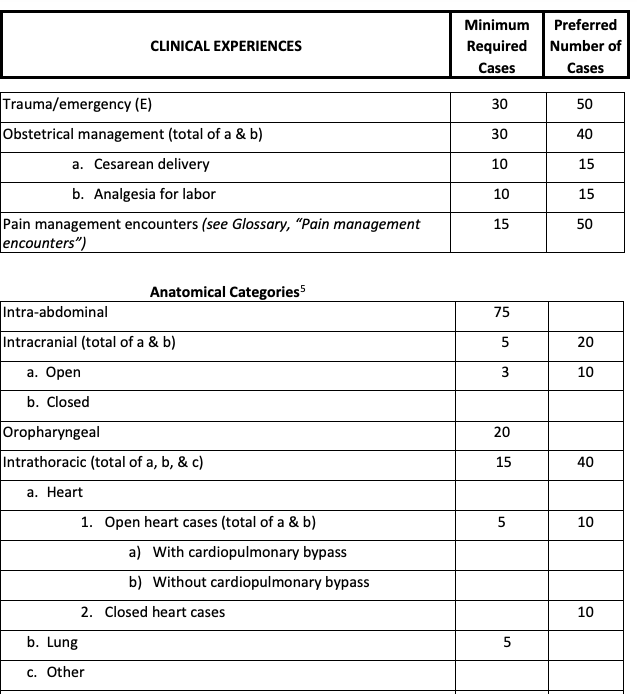 CLINICAL EXPERIENCES Minimum Required Cases Preferred Number of Cases
Trauma/emergency (E) 30 50
Obstetrical management (total of a & b) 30 40
a. Cesarean delivery 10 15
b. Analgesia for labor 10 15
Pain management encounters (see Glossary, “Pain management 15 50
encounters”)
Anatomical Categories5
Intra-abdominal 75
Intracranial (total of a & b) 5 20
a. Open 3 10
b. Closed
Oropharyngeal 20
Intrathoracic (total of a, b, & c) 15 40
a. Heart
1. Open heart cases (total of a & b) 5 10
a) With cardiopulmonary bypass
b) Without cardiopulmonary bypass
2. Closed heart cases 10
b. Lung 5
c. Other